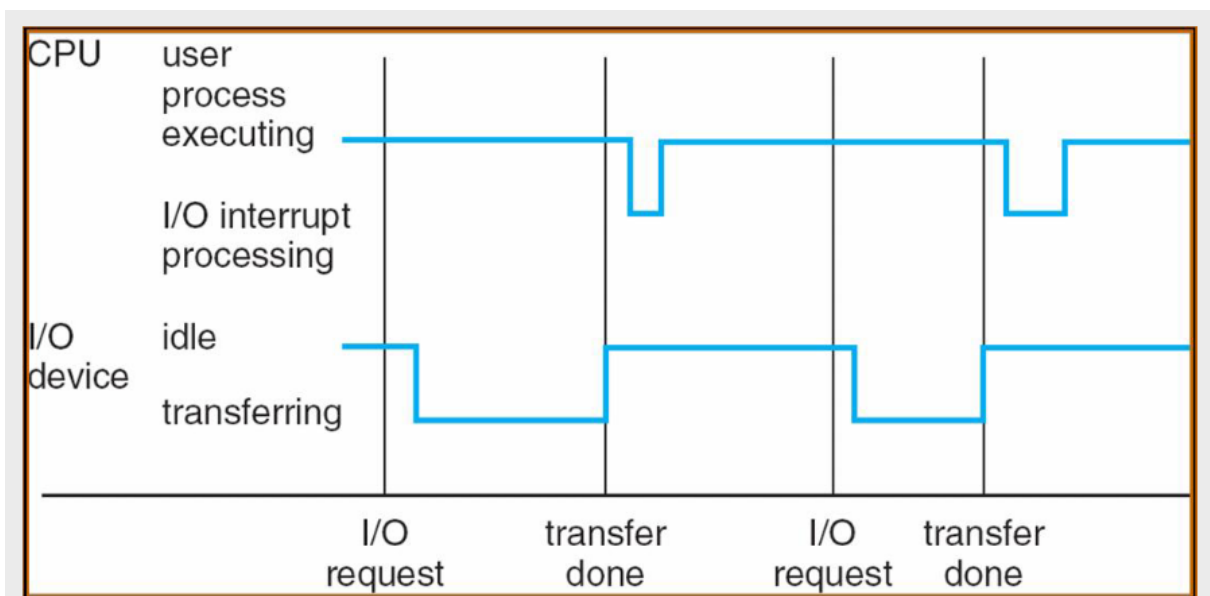 CPU user
process
executing
I/O interrupt
processing
I/O idle
device
transferring
I/O transfer I/O transfer
request done request done